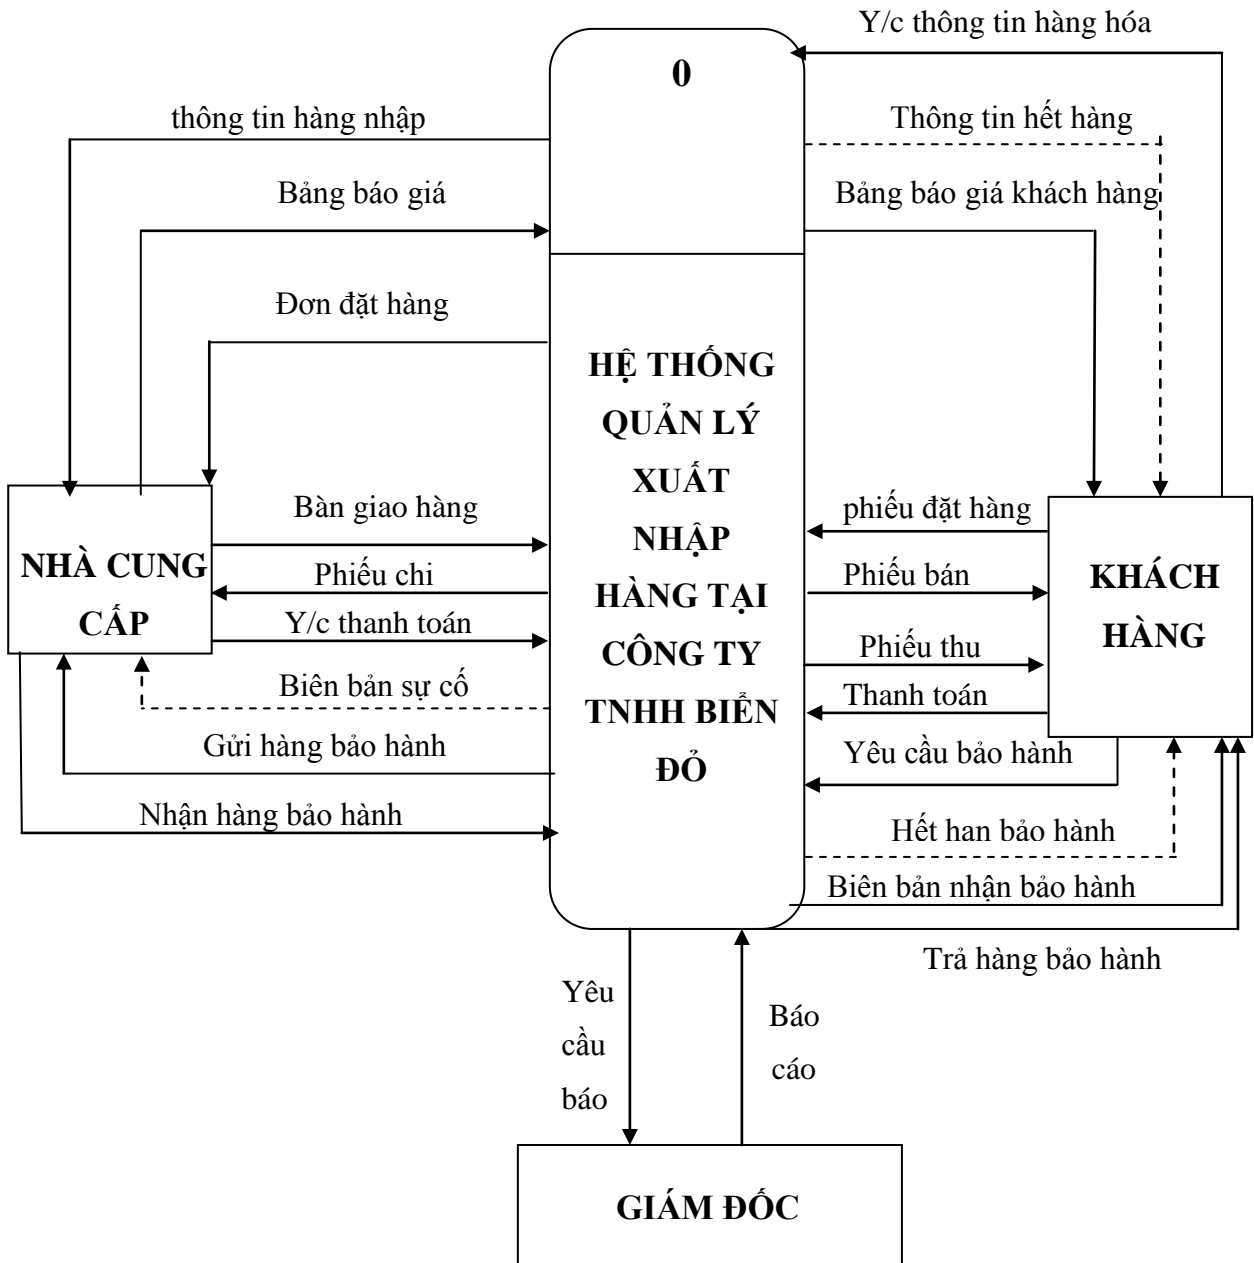 Y/c thông tin hàng hóa
0
thông tin hàng nhập
Thông tin hết hàng
Bảng báo giá
Bảng báo giá khách hàng
Đơn đặt hàng
HỆ THỐNG
QUẢN LÝ
XUẤT
NHẬP
HÀNG TẠI
CÔNG TY
TNHH BIỂN
ĐỎ
NHÀ CUNG
CẤP
Bàn giao hàng
Phiếu chi
Y/c thanh toán
Biên bản sự cố
Gửi hàng bảo hành
Nhận hàng bảo hành
phiếu đặt hàng
Phiếu bán
Phiếu thu
Thanh toán
Yêu cầu bảo hành
Hết han bảo hành
Biên bản nhận bảo hành
Trả hàng bảo hành
KHÁCH
HÀNG
Yêu
cầu
báo
Báo
cáo
GIÁM ĐỐC